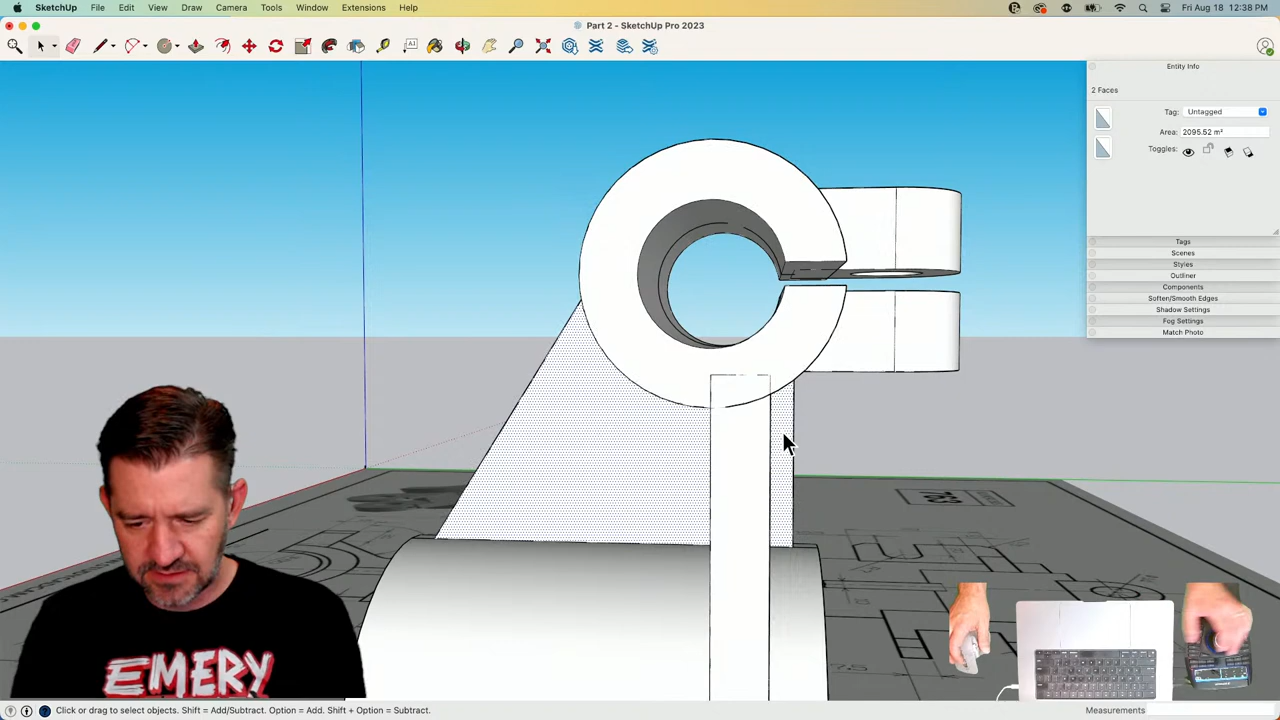 SketchUp File Edit View Draw Camera Tools Window Extensions Help
Fri Aug 18 12:38 PM
Part 2 - SketchUp Pro 2023
Entity Info
2 Faces
Tag: Untagged
Area: 2095.52 m²
Toggles:
Tags
Scenes
Styles
Outliner
Components
Soften/Smooth Edges
Shadow Settings
Fog Settings
Match Photo
763
7.5
EMERY
Click or drag to select objects. Shift = Add/Subtract. Option = Add. Shift + Option = Subtract.
Measurements